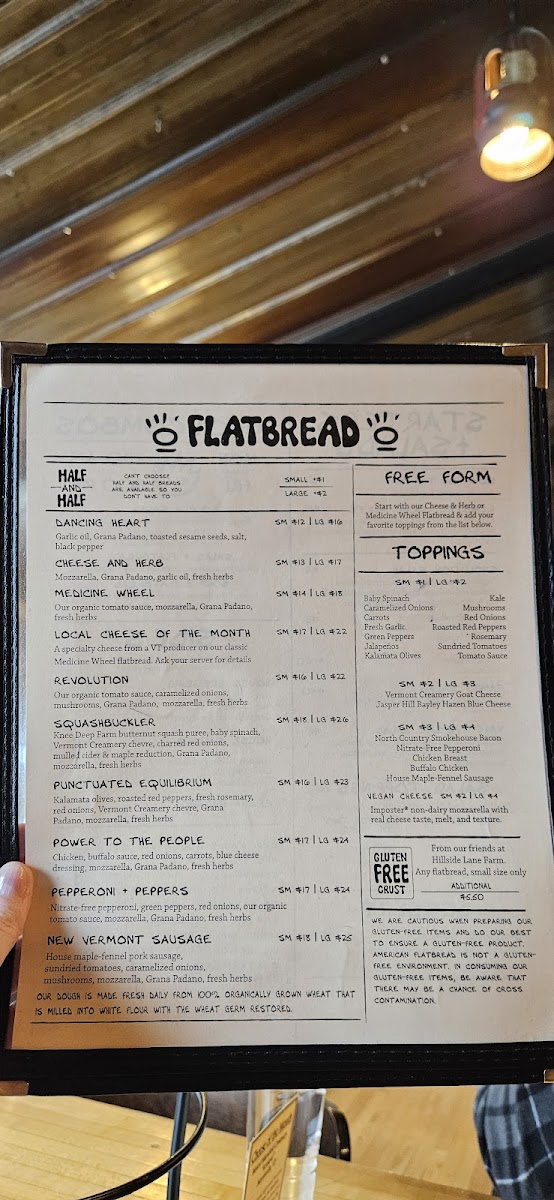 FLATBREAD
HALF
AND
HALF
CAN'T CHOOSE?
HALF AND HALF BREADS
ARE AVAILABLE SO YOU
DON'T HAVE TO.
SMALL +$1
LARGE +$2
DANCING HEART SM $12 | LG $16
Garlic oil, Grana Padano, toasted sesame seeds, salt,
black pepper
CHEESE AND HERB SM $13 | LG $17
Mozzarella, Grana Padano, garlic oil, fresh herbs
MEDICINE WHEEL SM $14 | LG $18
Our organic tomato sauce, mozzarella, Grana Padano,
fresh herbs
LOCAL CHEESE OF THE MONTH SM $17 | LG $22
A specialty cheese from a VT producer on our classic
Medicine Wheel flatbread. Ask your server for details
REVOLUTION SM $16 | LG $22
Our organic tomato sauce, caramelized onions,
mushrooms, Grana Padano, mozzarella, fresh herbs
SQUASHBUCKLER SM $18 | LG $26
Knee Deep Farm butternut squash puree, baby spinach,
Vermont Creamery chevre, charred red onions,
mulled cider & maple reduction, Grana Padano,
mozzarella, fresh herbs
PUNCTUATED EQUILIBRIUM SM $16 | LG $23
Kalamata olives, roasted red peppers, fresh rosemary,
red onions, Vermont Creamery chevre, Grana
Padano, mozzarella, fresh herbs
POWER TO THE PEOPLE SM $17 | LG $24
Chicken, buffalo sauce, red onions, carrots, blue cheese
dressing, mozzarella, Grana Padano, fresh herbs
PEPPERONI + PEPPERS SM $17 | LG $24
Nitrate-free pepperoni, green peppers, red onions, our organic
tomato sauce, mozzarella, Grana Padano, fresh herbs
NEW VERMONT SAUSAGE SM $18 | LG $25
House maple-fennel pork sausage,
sundried tomatoes, caramelized onions,
mushrooms, mozzarella, Grana Padano, fresh herbs
OUR DOUGH IS MADE FRESH DAILY FROM 100% ORGANICALLY GROWN WHEAT THAT
IS MILLED INTO WHITE FLOUR WITH THE WHEAT GERM RESTORED.
FREE FORM
Start with our Cheese & Herb or
Medicine Wheel Flatbread & add your
favorite toppings from the list below.
TOPPINGS
SM $1 | LG $2
Baby Spinach Kale
Caramelized Onions Mushrooms
Carrots Red Onions
Fresh Garlic Roasted Red Peppers
Green Peppers Rosemary
Jalapeños Sundried Tomatoes
Kalamata Olives Tomato Sauce
SM $2 | LG $3
Vermont Creamery Goat Cheese
Jasper Hill Bayley Hazen Blue Cheese
SM $3 | LG $4
North Country Smokehouse Bacon
Nitrate-Free Pepperoni
Chicken Breast
Buffalo Chicken
House Maple-Fennel Sausage
VEGAN CHEESE SM $2 | LG $4
Imposter* non-dairy mozzarella with
real cheese taste, melt, and texture.
GLUTEN
FREE
CRUST
From our friends at
Hillside Lane Farm.
Any flatbread, small size only
ADDITIONAL
$5.50
WE ARE CAUTIOUS WHEN PREPARING OUR
GLUTEN-FREE ITEMS AND DO OUR BEST
TO ENSURE A GLUTEN-FREE PRODUCT.
AMERICAN FLATBREAD IS NOT A GLUTEN-
FREE ENVIRONMENT. IN CONSUMING OUR
GLUTEN-FREE ITEMS, BE AWARE THAT
THERE MAY BE A CHANCE OF CROSS
CONTAMINATION.